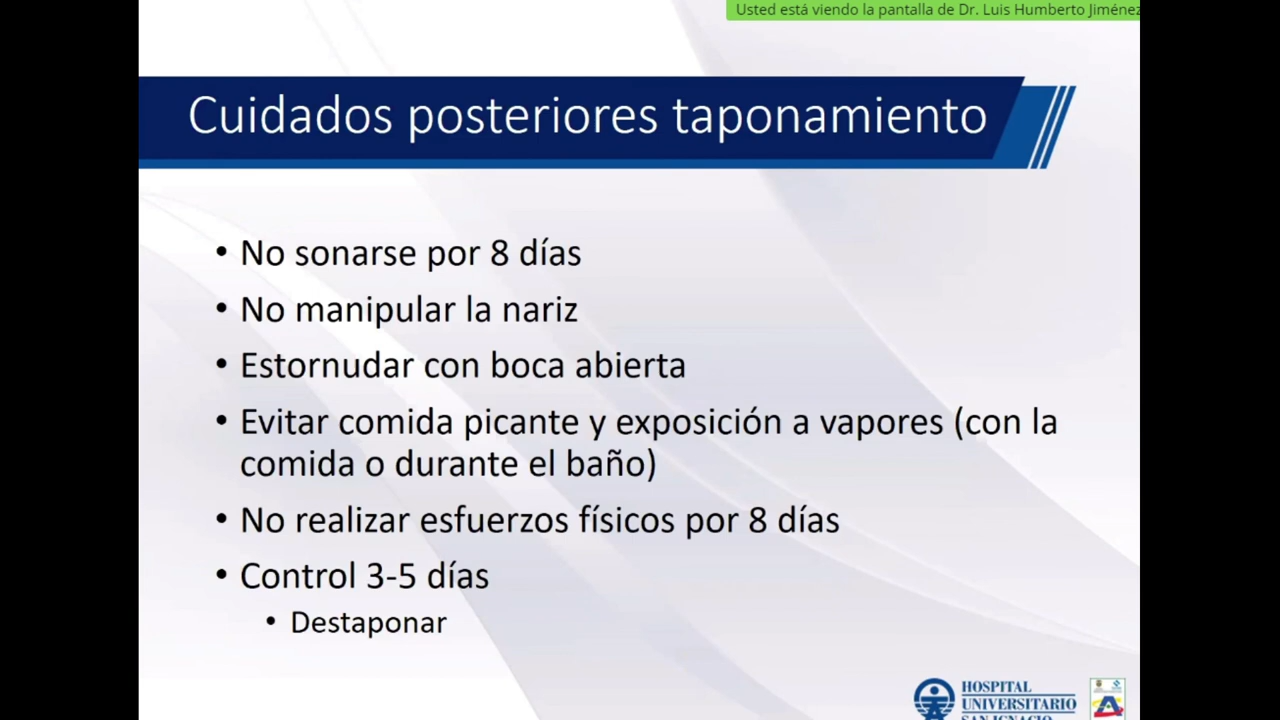 Usted está viendo la pantalla de Dr. Luis Humberto Jiménez
Cuidados posteriores taponamiento
• No sonarse por 8 días
• No manipular la nariz
• Estornudar con boca abierta
• Evitar comida picante y exposición a vapores (con la
comida o durante el baño)
• No realizar esfuerzos físicos por 8 días
• Control 3-5 días
• Destaponar
HOSPITAL
UNIVERSITARIO
SAN IGNACIO